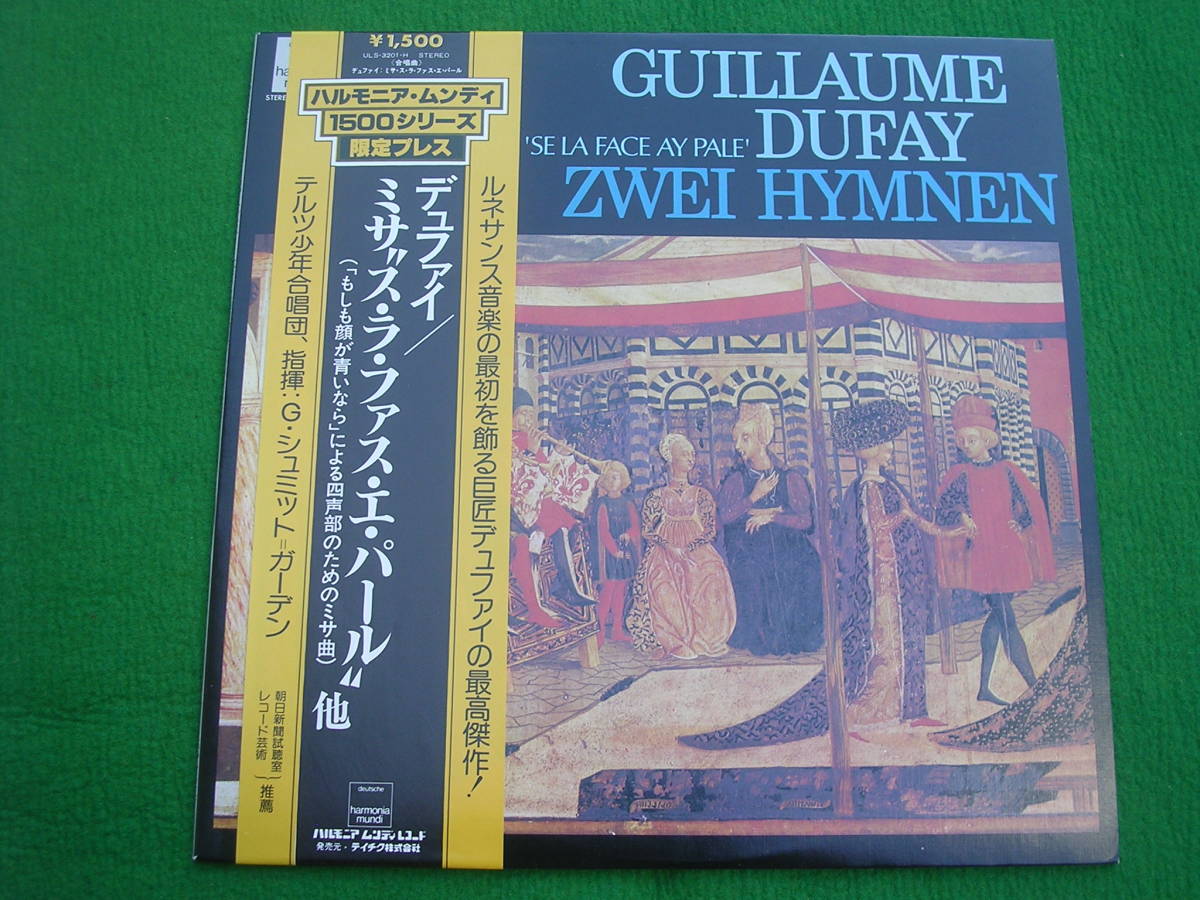 ¥1,500
ULS-3201-H STEREO
(合唱曲)
デュファイ:ミサ・ス・ラ・ファス・エ・パール
ハルモニア・ムンディ
1500シリーズ
限定プレス
ルネサンス音楽の最初を飾る巨匠デュファイの最高傑作!
デュファイ/
ミサ“ス・ラ・ファス・エ・パール”他
(「もしも顔が青いなら」による四声部のためのミサ曲)
テルツ少年合唱団、指揮:G・シュミット=ガーデン
朝日新聞試聴室
レコード芸術
推薦
deutsche
harmonia
mundi
ハルモニア ムンディ レコード
発売元・テイチク株式会社
STEREO
GUILLAUME
'SE LA FACE AY PALE' DUFAY
ZWEI HYMNEN